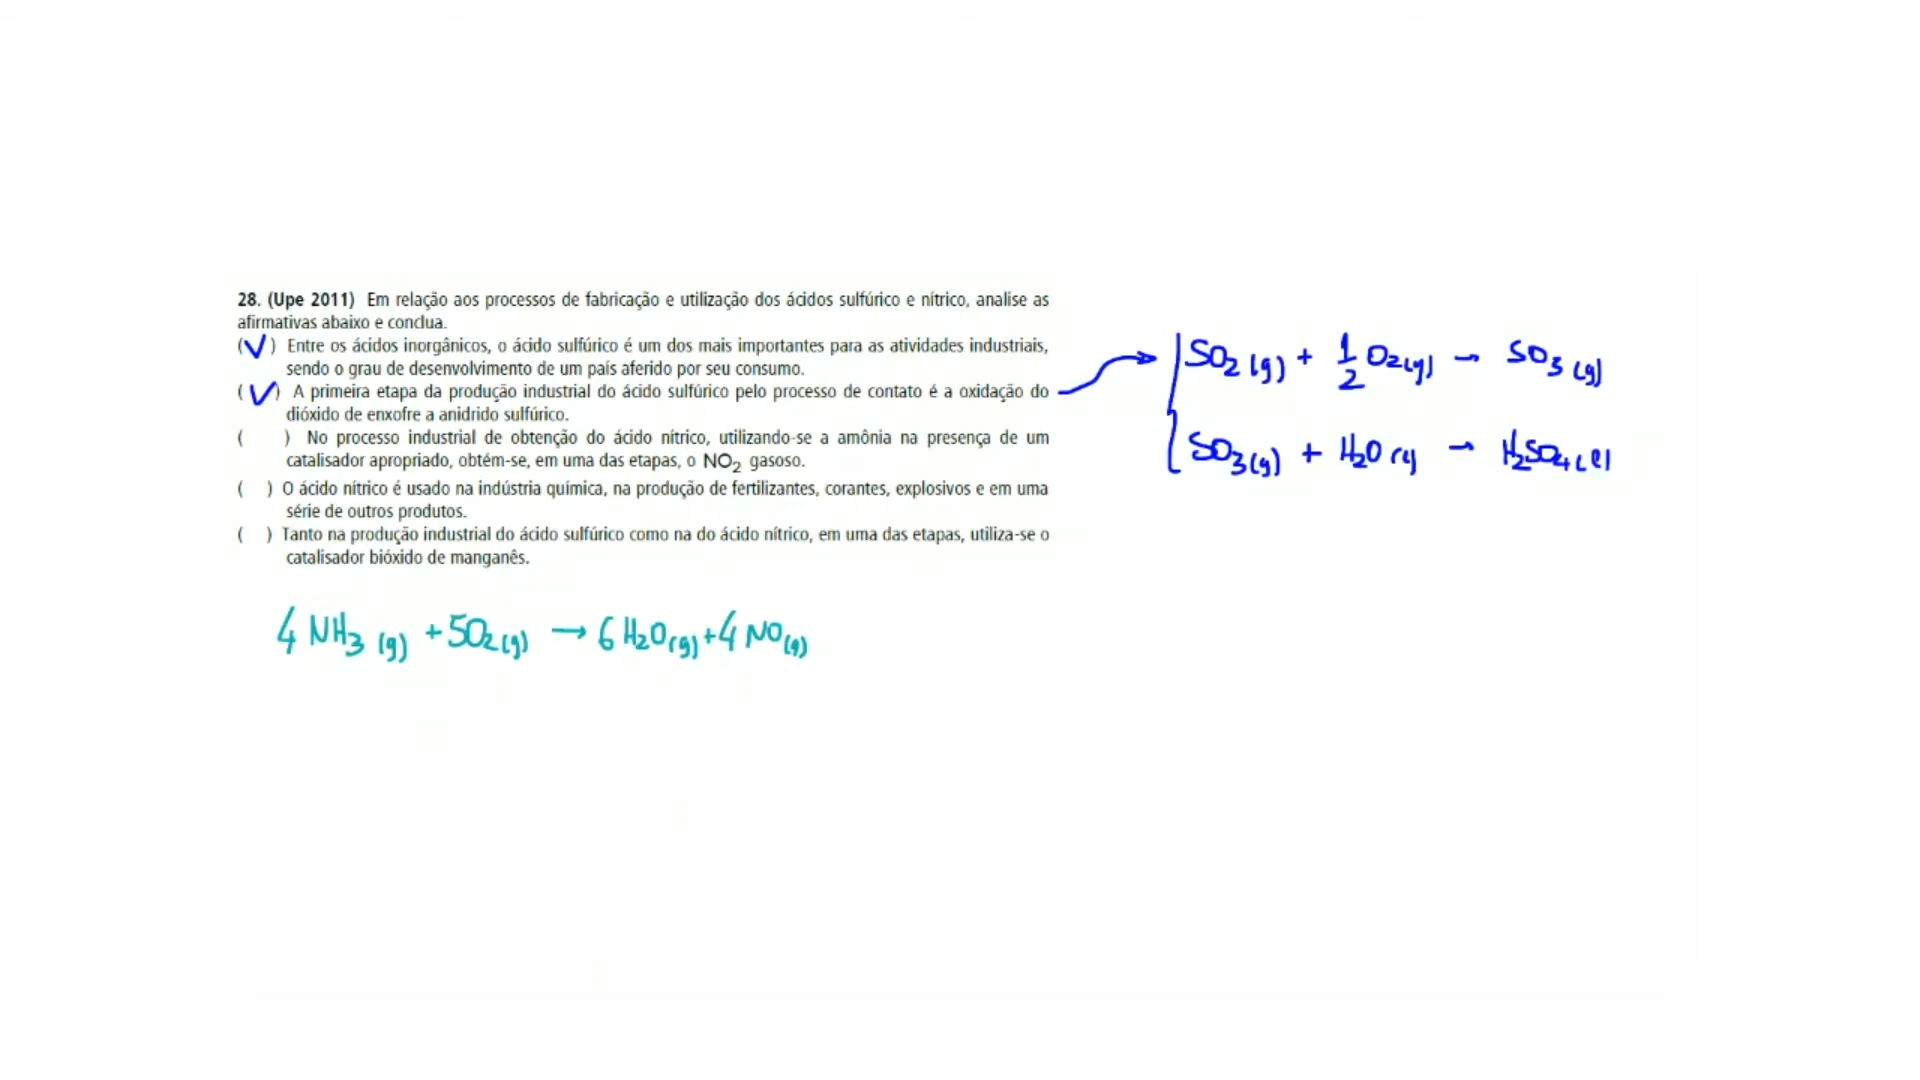 28. (Upe 2011) Em relação aos processos de fabricação e utilização dos ácidos sulfúrico e nítrico, analise as
afirmativas abaixo e conclua.
(V) Entre os ácidos inorgânicos, o ácido sulfúrico é um dos mais importantes para as atividades industriais,
sendo o grau de desenvolvimento de um país aferido por seu consumo.
(V) A primeira etapa da produção industrial do ácido sulfúrico pelo processo de contato é a oxidação do
dióxido de enxofre a anidrido sulfúrico.
( ) No processo industrial de obtenção do ácido nítrico, utilizando-se a amônia na presença de um
catalisador apropriado, obtém-se, em uma das etapas, o NO₂ gasoso.
( ) O ácido nítrico é usado na indústria química, na produção de fertilizantes, corantes, explosivos e em uma
série de outros produtos.
( ) Tanto na produção industrial do ácido sulfúrico como na do ácido nítrico, em uma das etapas, utiliza-se o
catalisador bióxido de manganês.
SO₂(g) + 1/2 O₂(g) → SO₃(g)
SO₃(g) + H₂O(l) → H₂SO₄(l)
4 NH₃(g) + 5O₂(g) → 6 H₂O(g) + 4 NO(g)